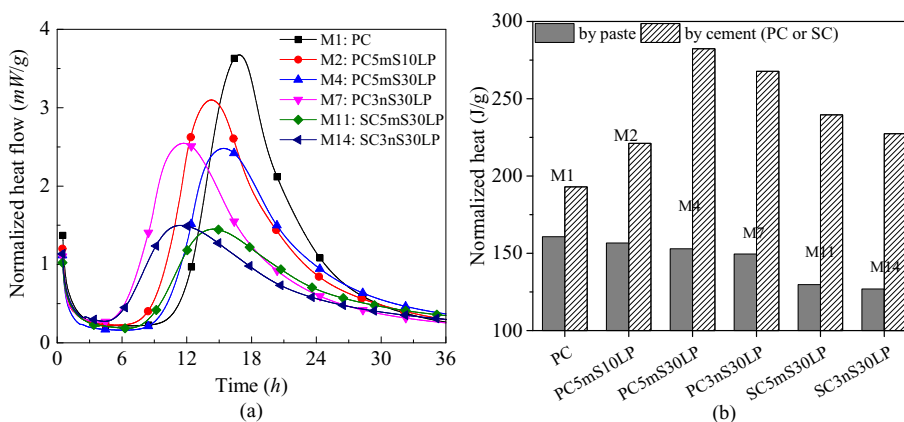 M1: PC
M2: PC5mS10LP
M4: PC5mS30LP
M7: PC3nS30LP
M11: SC5mS30LP
M14: SC3nS30LP
Normalized heat flow (mW/g)
4
3
2
1
0
0 6 12 18 24 30 36
Time (h)
(a)
by paste by cement (PC or SC)
Normalized heat (J/g)
300
250
200
150
100
M1
M2
M4
M7
M11
M14
PC
PC5mS10LP
PC5mS30LP
PC3nS30LP
SC5mS30LP
SC3nS30LP
(b)